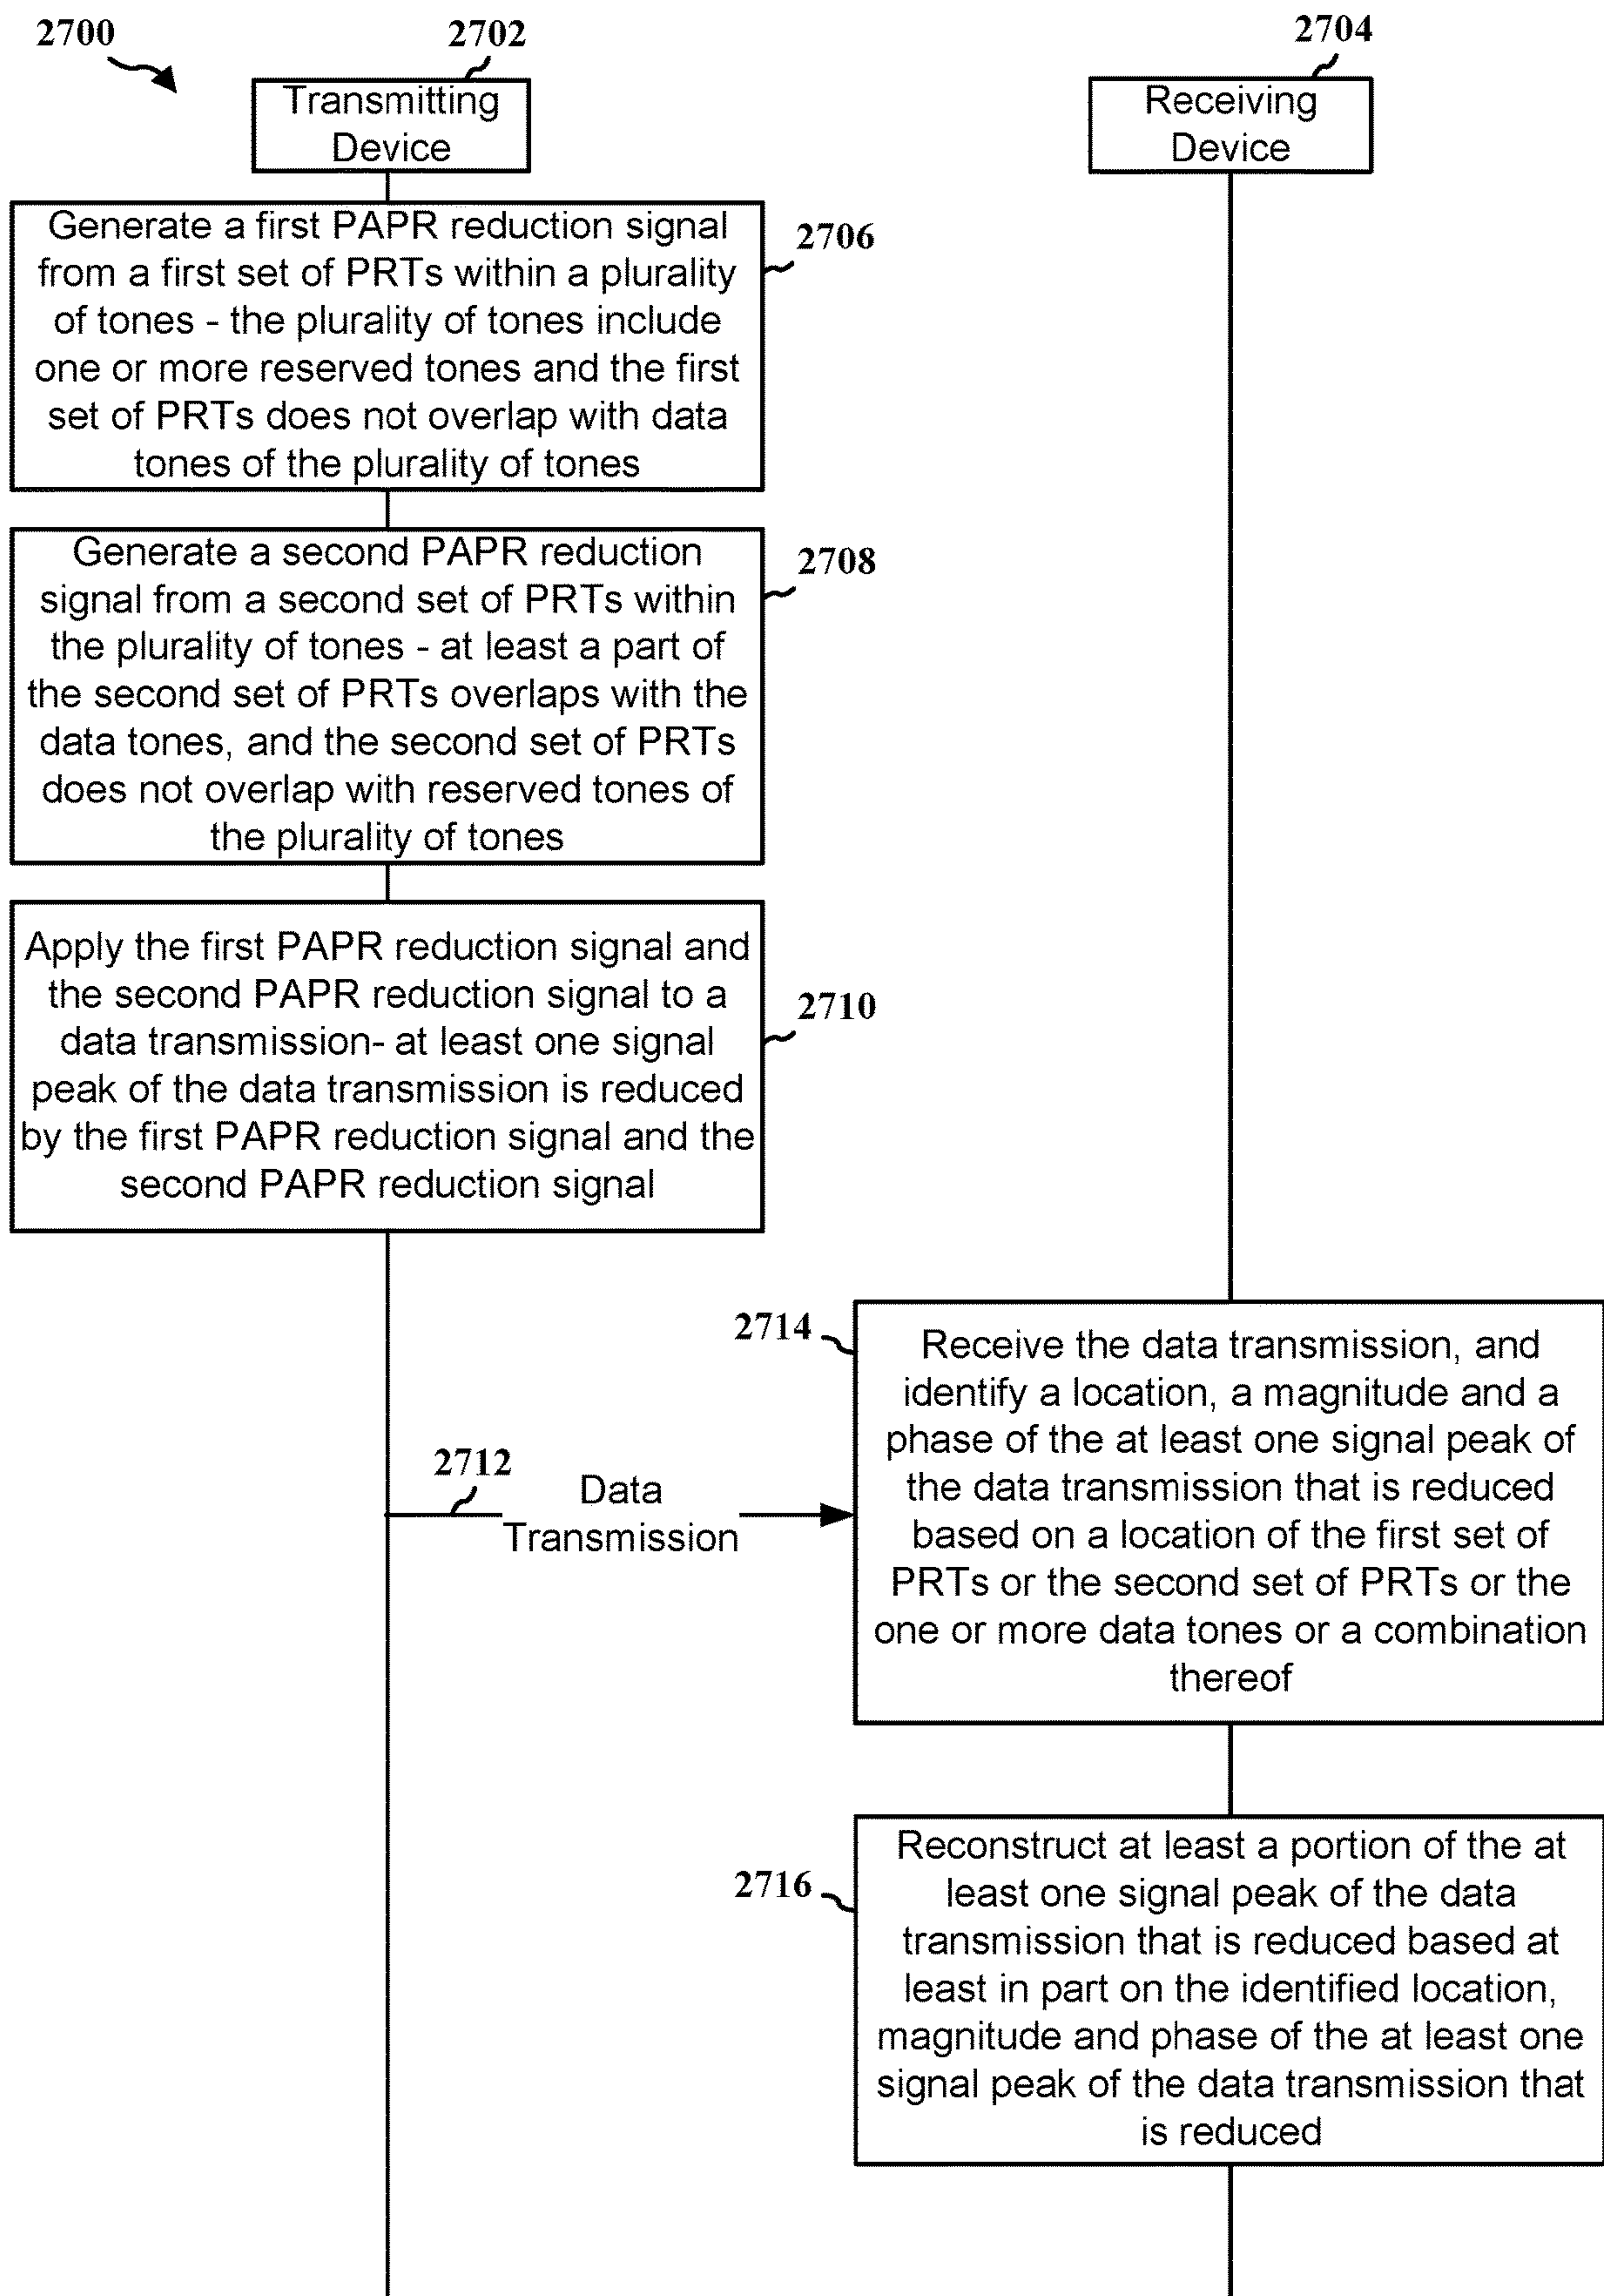 2700
2702
2704
Transmitting
Device
Receiving
Device
Generate a first PAPR reduction signal
from a first set of PRTs within a plurality
of tones - the plurality of tones include
one or more reserved tones and the first
set of PRTs does not overlap with data
tones of the plurality of tones
2706
Generate a second PAPR reduction
signal from a second set of PRTs within
the plurality of tones - at least a part of
the second set of PRTs overlaps with the
data tones, and the second set of PRTs
does not overlap with reserved tones of
the plurality of tones
2708
Apply the first PAPR reduction signal and
the second PAPR reduction signal to a
data transmission- at least one signal
peak of the data transmission is reduced
by the first PAPR reduction signal and the
second PAPR reduction signal
2710
2712
Data
Transmission
2714
Receive the data transmission, and
identify a location, a magnitude and a
phase of the at least one signal peak of
the data transmission that is reduced
based on a location of the first set of
PRTs or the second set of PRTs or the
one or more data tones or a combination
thereof
2716
Reconstruct at least a portion of the at
least one signal peak of the data
transmission that is reduced based at
least in part on the identified location,
magnitude and phase of the at least one
signal peak of the data transmission that
is reduced